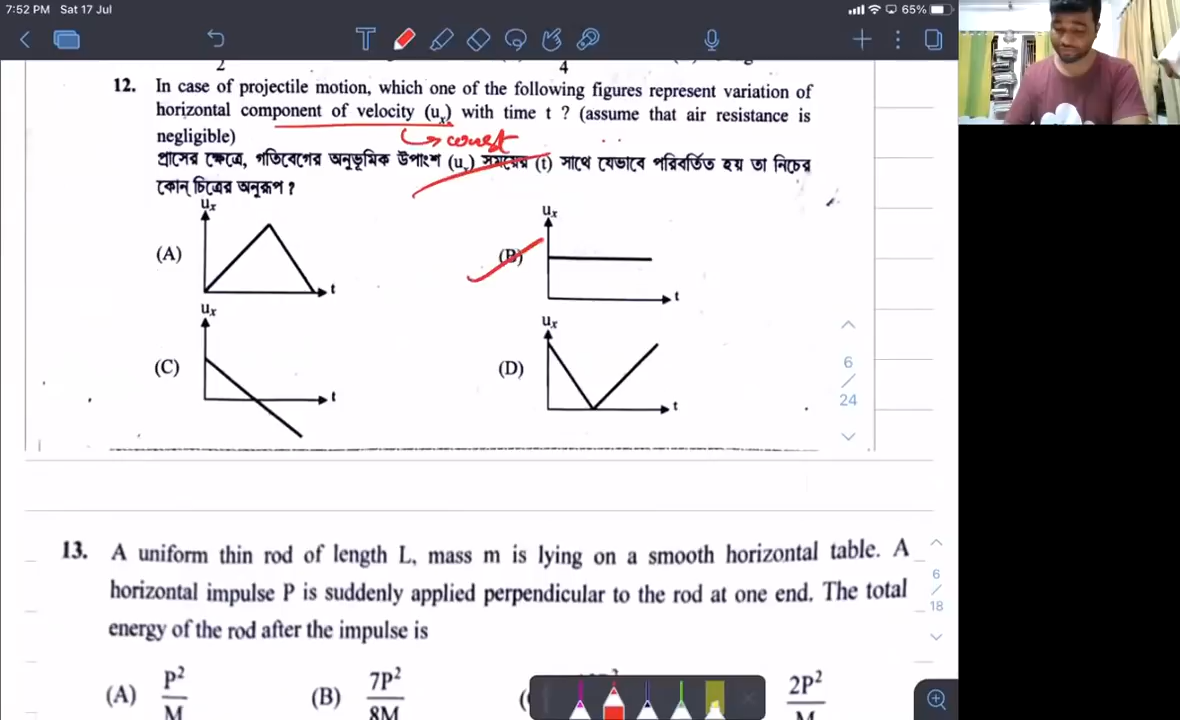 7:52 PM Sat 17 Jul
65%
T
2
4
12. In case of projectile motion, which one of the following figures represent variation of
horizontal component of velocity (uₓ) with time t ? (assume that air resistance is
negligible)
const
প্রাসের ক্ষেত্রে, গতিবেগের অনুভূমিক উপাংশ (uₓ) সময়ের (t) সাথে যেভাবে পরিবর্তিত হয় তা নিচের
কোন্ চিত্রের অনুরূপ ?
(A) uₓ t
(B) uₓ t
(C) uₓ t
(D) uₓ t
6
/
24
13. A uniform thin rod of length L, mass m is lying on a smooth horizontal table. A
horizontal impulse P is suddenly applied perpendicular to the rod at one end. The total
energy of the rod after the impulse is
6
/
18
(A) P²/M
(B) 7P²/8M
2P²/M